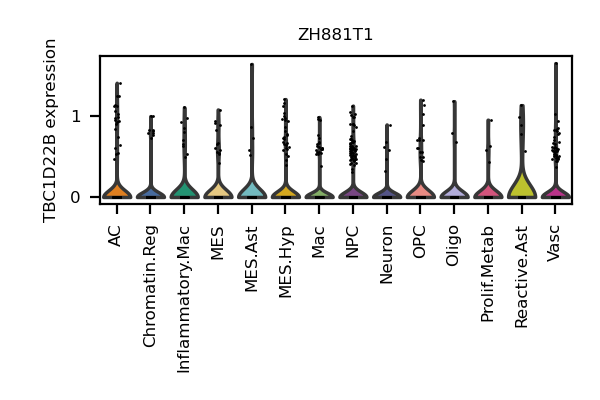 ZH881T1
TBC1D22B expression
1
0
AC
Chromatin.Reg
Inflammatory.Mac
MES
MES.Ast
MES.Hyp
Mac
NPC
Neuron
OPC
Oligo
Prolif.Metab
Reactive.Ast
Vasc